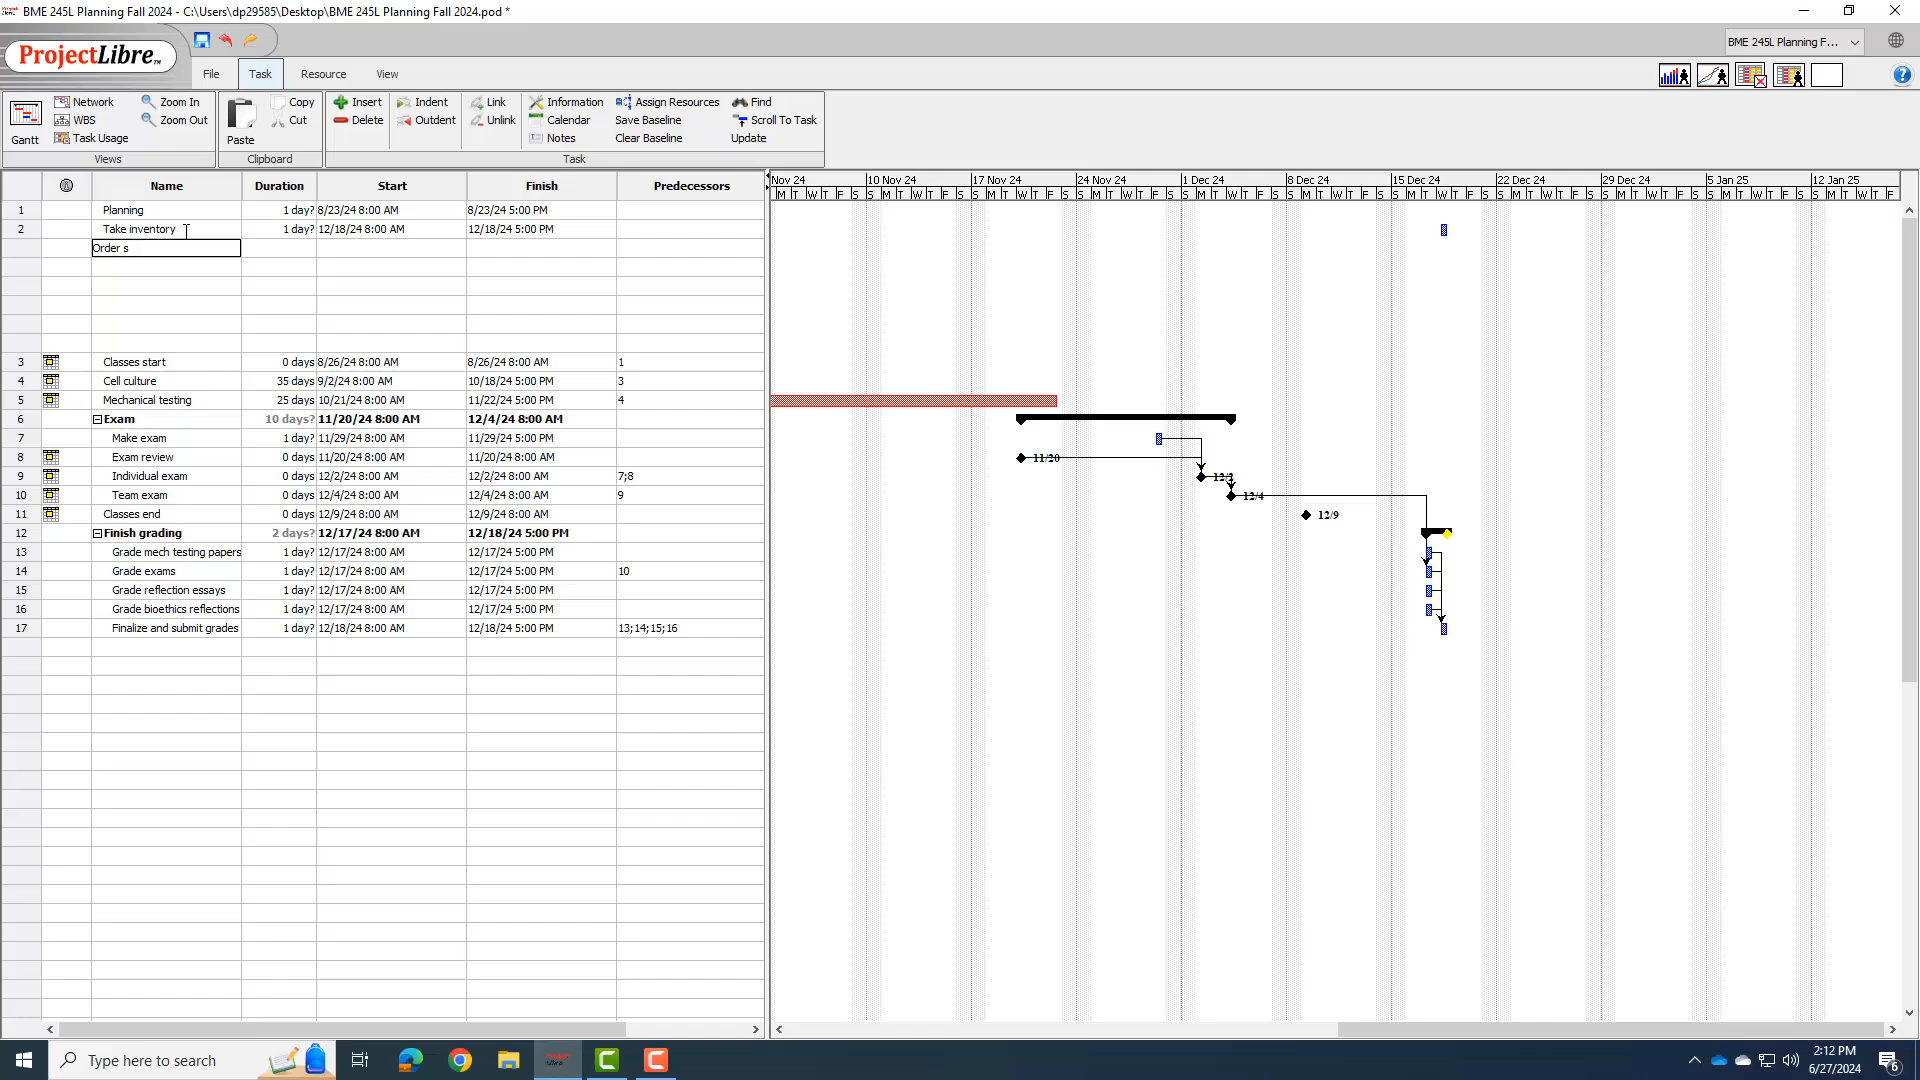 BME 245L Planning Fall 2024 - C:\Users\dp29585\Desktop\BME 245L Planning Fall 2024.pod *
ProjectLibre™
BME 245L Planning F...
File Task Resource View
Gantt
Network
WBS
Task Usage
Zoom In
Zoom Out
Views
Paste
Copy
Cut
Clipboard
Insert
Delete
Indent
Outdent
Link
Unlink
Information
Calendar
Notes
Assign Resources
Save Baseline
Clear Baseline
Find
Scroll To Task
Update
Task
Name Duration Start Finish Predecessors
1 Planning 1 day? 8/23/24 8:00 AM 8/23/24 5:00 PM
2 Take inventory 1 day? 12/18/24 8:00 AM 12/18/24 5:00 PM
Order s
3 Classes start 0 days 8/26/24 8:00 AM 8/26/24 8:00 AM 1
4 Cell culture 35 days 9/2/24 8:00 AM 10/18/24 5:00 PM 3
5 Mechanical testing 25 days 10/21/24 8:00 AM 11/22/24 5:00 PM 4
6 Exam 10 days? 11/20/24 8:00 AM 12/4/24 8:00 AM
7 Make exam 1 day? 11/29/24 8:00 AM 11/29/24 5:00 PM
8 Exam review 0 days 11/20/24 8:00 AM 11/20/24 8:00 AM
9 Individual exam 0 days 12/2/24 8:00 AM 12/2/24 8:00 AM 7;8
10 Team exam 0 days 12/4/24 8:00 AM 12/4/24 8:00 AM 9
11 Classes end 0 days 12/9/24 8:00 AM 12/9/24 8:00 AM
12 Finish grading 2 days? 12/17/24 8:00 AM 12/18/24 5:00 PM
13 Grade mech testing papers 1 day? 12/17/24 8:00 AM 12/17/24 5:00 PM
14 Grade exams 1 day? 12/17/24 8:00 AM 12/17/24 5:00 PM 10
15 Grade reflection essays 1 day? 12/17/24 8:00 AM 12/17/24 5:00 PM
16 Grade bioethics reflections 1 day? 12/17/24 8:00 AM 12/17/24 5:00 PM
17 Finalize and submit grades 1 day? 12/18/24 8:00 AM 12/18/24 5:00 PM 13;14;15;16
Nov 24 10 Nov 24 17 Nov 24 24 Nov 24 1 Dec 24 8 Dec 24 15 Dec 24 22 Dec 24 29 Dec 24 5 Jan 25 12 Jan 25
M T W T F S S M T W T F S S M T W T F S S M T W T F S S M T W T F S S M T W T F S S M T W T F S S M T W T F S S M T W T F S S M T W T F S S M T W T F
11/20
12/2
12/4
12/9
Type here to search
2:12 PM
6/27/2024
6